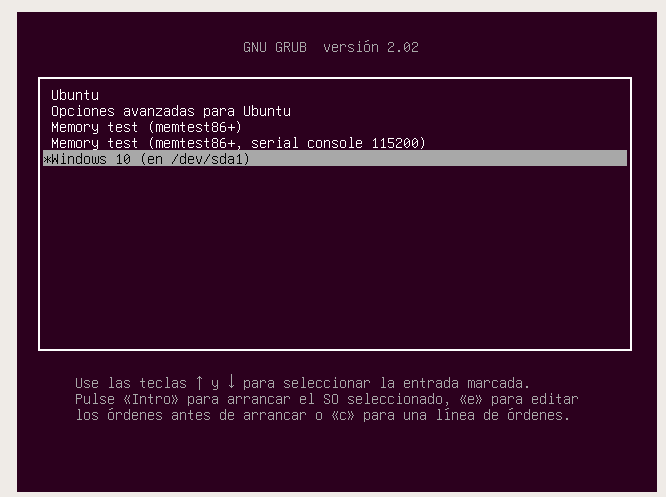 GNU GRUB versión 2.02
Ubuntu
Opciones avanzadas para Ubuntu
Memory test (memtest86+)
Memory test (memtest86+, serial console 115200)
*Windows 10 (en /dev/sda1)
Use las teclas ↑ y ↓ para seleccionar la entrada marcada.
Pulse «Intro» para arrancar el SO seleccionado, «e» para editar
los órdenes antes de arrancar o «c» para una línea de órdenes.